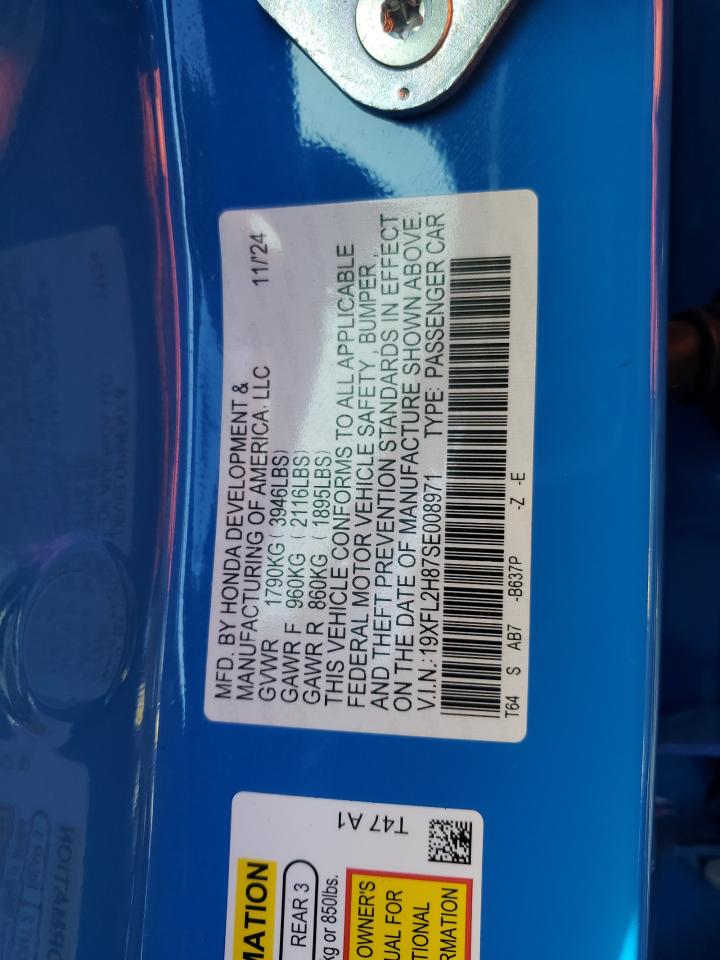 MFD. BY HONDA DEVELOPMENT &
MANUFACTURING OF AMERICA, LLC 11/'24
GVWR 1790KG (3946LBS)
GAWR F 960KG (2116LBS)
GAWR R 860KG (1895LBS)
THIS VEHICLE CONFORMS TO ALL APPLICABLE
FEDERAL MOTOR VEHICLE SAFETY, BUMPER,
AND THEFT PREVENTION STANDARDS IN EFFECT
ON THE DATE OF MANUFACTURE SHOWN ABOVE.
V.I.N.: 19XFL2H87SE008971 TYPE: PASSENGER CAR
T64 S AB7 -B637P -Z -E
T47 A1
MATION
REAR 3
kg or 850lbs.
OWNER'S
UAL FOR
TIONAL
RMATION